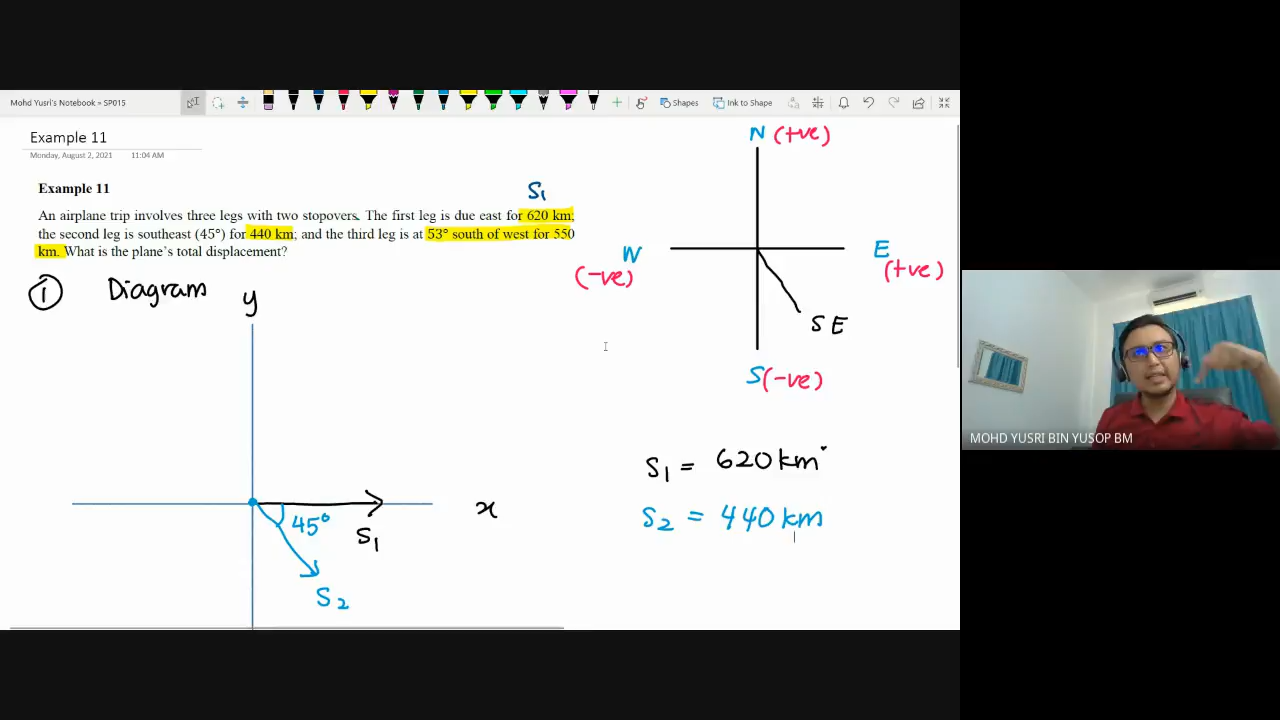 Mohd Yusri's Notebook » SP015
Shapes
Ink to Shape
Example 11
Monday, August 2, 2021 11:04 AM
Example 11
S1
An airplane trip involves three legs with two stopovers. The first leg is due east for 620 km;
the second leg is southeast (45°) for 440 km; and the third leg is at 53° south of west for 550
km. What is the plane's total displacement?
① Diagram
y
x
45°
S1
S2
N (+ve)
W
(-ve)
E
(+ve)
SE
S (-ve)
S1 = 620 km
S2 = 440 km
MOHD YUSRI BIN YUSOP BM